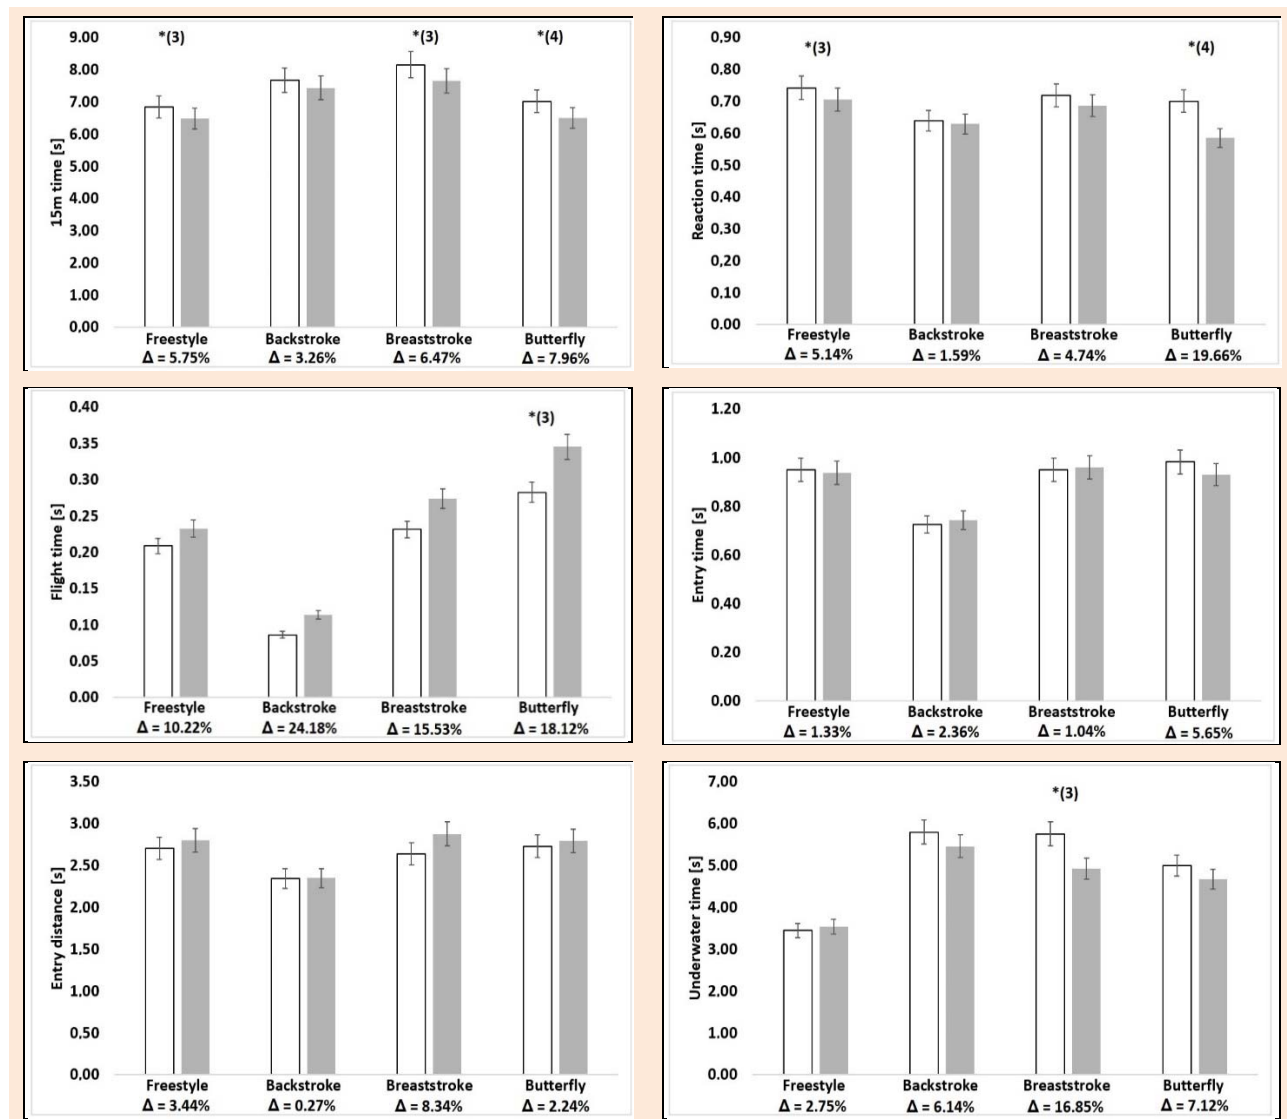 15m time [s]
9.00
8.00
7.00
6.00
5.00
4.00
3.00
2.00
1.00
0.00
*(3) *(3) *(4)
Freestyle Backstroke Breaststroke Butterfly
Δ = 5.75% Δ = 3.26% Δ = 6.47% Δ = 7.96%
Reaction time [s]
0,90
0,80
0,70
0,60
0,50
0,40
0,30
0,20
0,10
0,00
*(3) *(4)
Freestyle Backstroke Breaststroke Butterfly
Δ = 5.14% Δ = 1.59% Δ = 4.74% Δ = 19.66%
Flight time [s]
0,40
0,35
0,30
0,25
0,20
0,15
0,10
0,05
0,00
*(3)
Freestyle Backstroke Breaststroke Butterfly
Δ = 10.22% Δ = 24.18% Δ = 15.53% Δ = 18.12%
Entry time [s]
1.20
1.00
0.80
0.60
0.40
0.20
0.00
Freestyle Backstroke Breaststroke Butterfly
Δ = 1.33% Δ = 2.36% Δ = 1.04% Δ = 5.65%
Entry distance [s]
3.50
3.00
2.50
2.00
1.50
1.00
0.50
0,00
Freestyle Backstroke Breaststroke Butterfly
Δ = 3.44% Δ = 0.27% Δ = 8.34% Δ = 2.24%
Underwater time [s]
7.00
6.00
5.00
4.00
3.00
2.00
1.00
0.00
*(3)
Freestyle Backstroke Breaststroke Butterfly
Δ = 2.75% Δ = 6.14% Δ = 16.85% Δ = 7.12%